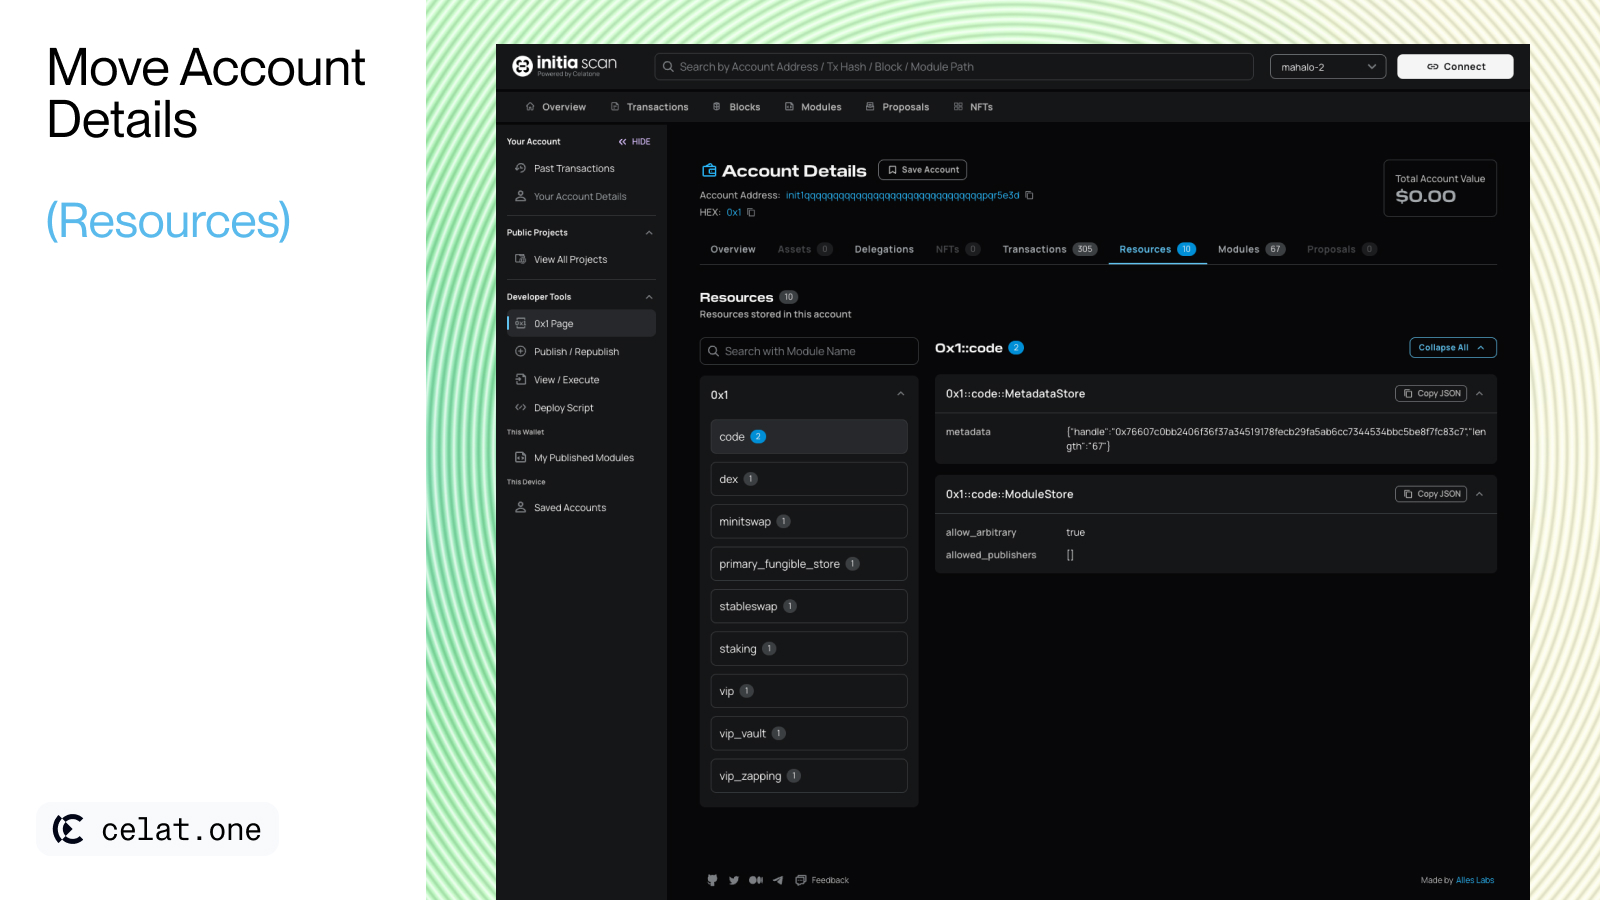 Move Account
Details
(Resources)
celat.one
initia scan
Powered by Celatone
Search by Account Address / Tx Hash / Block / Module Path
mahalo-2
Connect
Overview
Transactions
Blocks
Modules
Proposals
NFTs
Your Account
HIDE
Past Transactions
Your Account Details
Public Projects
View All Projects
Developer Tools
0x1 Page
Publish / Republish
View / Execute
Deploy Script
This Wallet
My Published Modules
This Device
Saved Accounts
Account Details
Save Account
Account Address: init1qqqqqqqqqqqqqqqqqqqqqqqqqqqqqqqpqr5e3d
HEX: 0x1
Total Account Value
$0.00
Overview
Assets 0
Delegations
NFTs 0
Transactions 305
Resources 10
Modules 67
Proposals 0
Resources 10
Resources stored in this account
Search with Module Name
0x1
code 2
dex 1
minitswap 1
primary_fungible_store 1
stableswap 1
staking 1
vip 1
vip_vault 1
vip_zapping 1
0x1::code 2
Collapse All
0x1::code::MetadataStore
Copy JSON
metadata
{"handle":"0x76607c0bb2406f36f37a34519178fecb29fa5ab6cc7344534bbc5be8f7fc83c7","len
gth":"67"}
0x1::code::ModuleStore
Copy JSON
allow_arbitrary
true
allowed_publishers
[]
Feedback
Made by Alles Labs